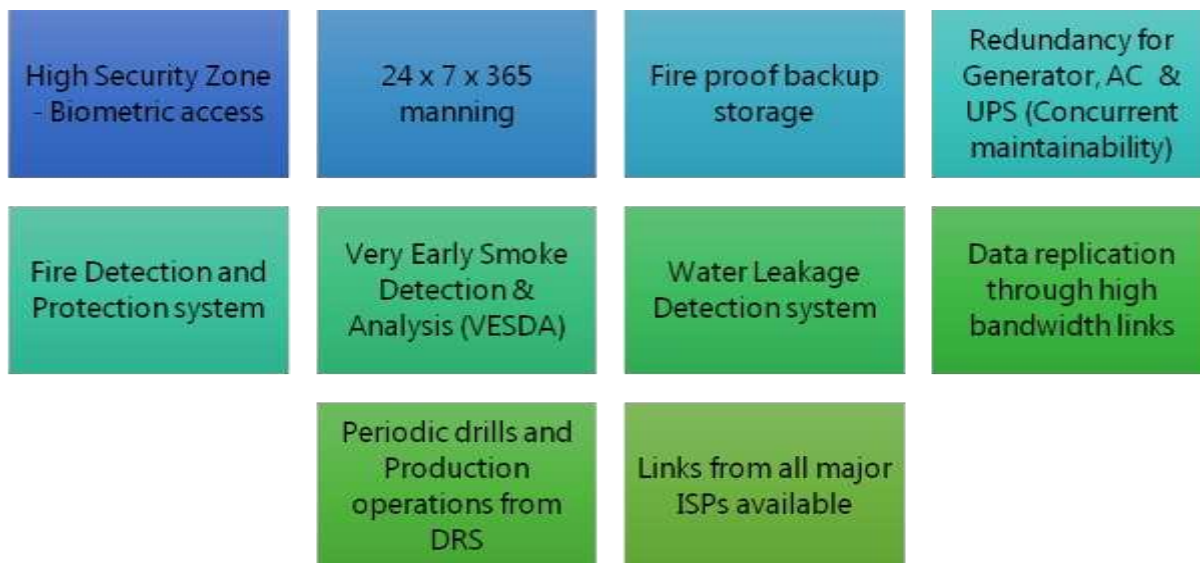 High Security Zone
- Biometric access
24 x 7 x 365
manning
Fire proof backup
storage
Redundancy for
Generator, AC &
UPS (Concurrent
maintainability)
Fire Detection and
Protection system
Very Early Smoke
Detection &
Analysis (VESDA)
Water Leakage
Detection system
Data replication
through high
bandwidth links
Periodic drills and
Production
operations from
DRS
Links from all major
ISPs available